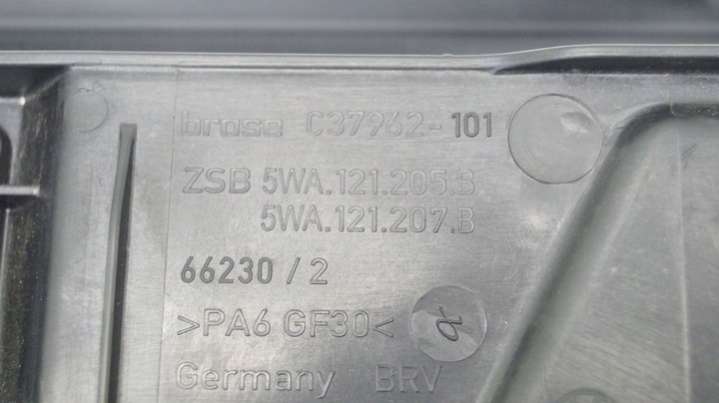 brose C37962-101
ZSB 5WA.121.205.B
5WA.121.207.B
66230 / 2
>PA6 GF30<
Germany BRV